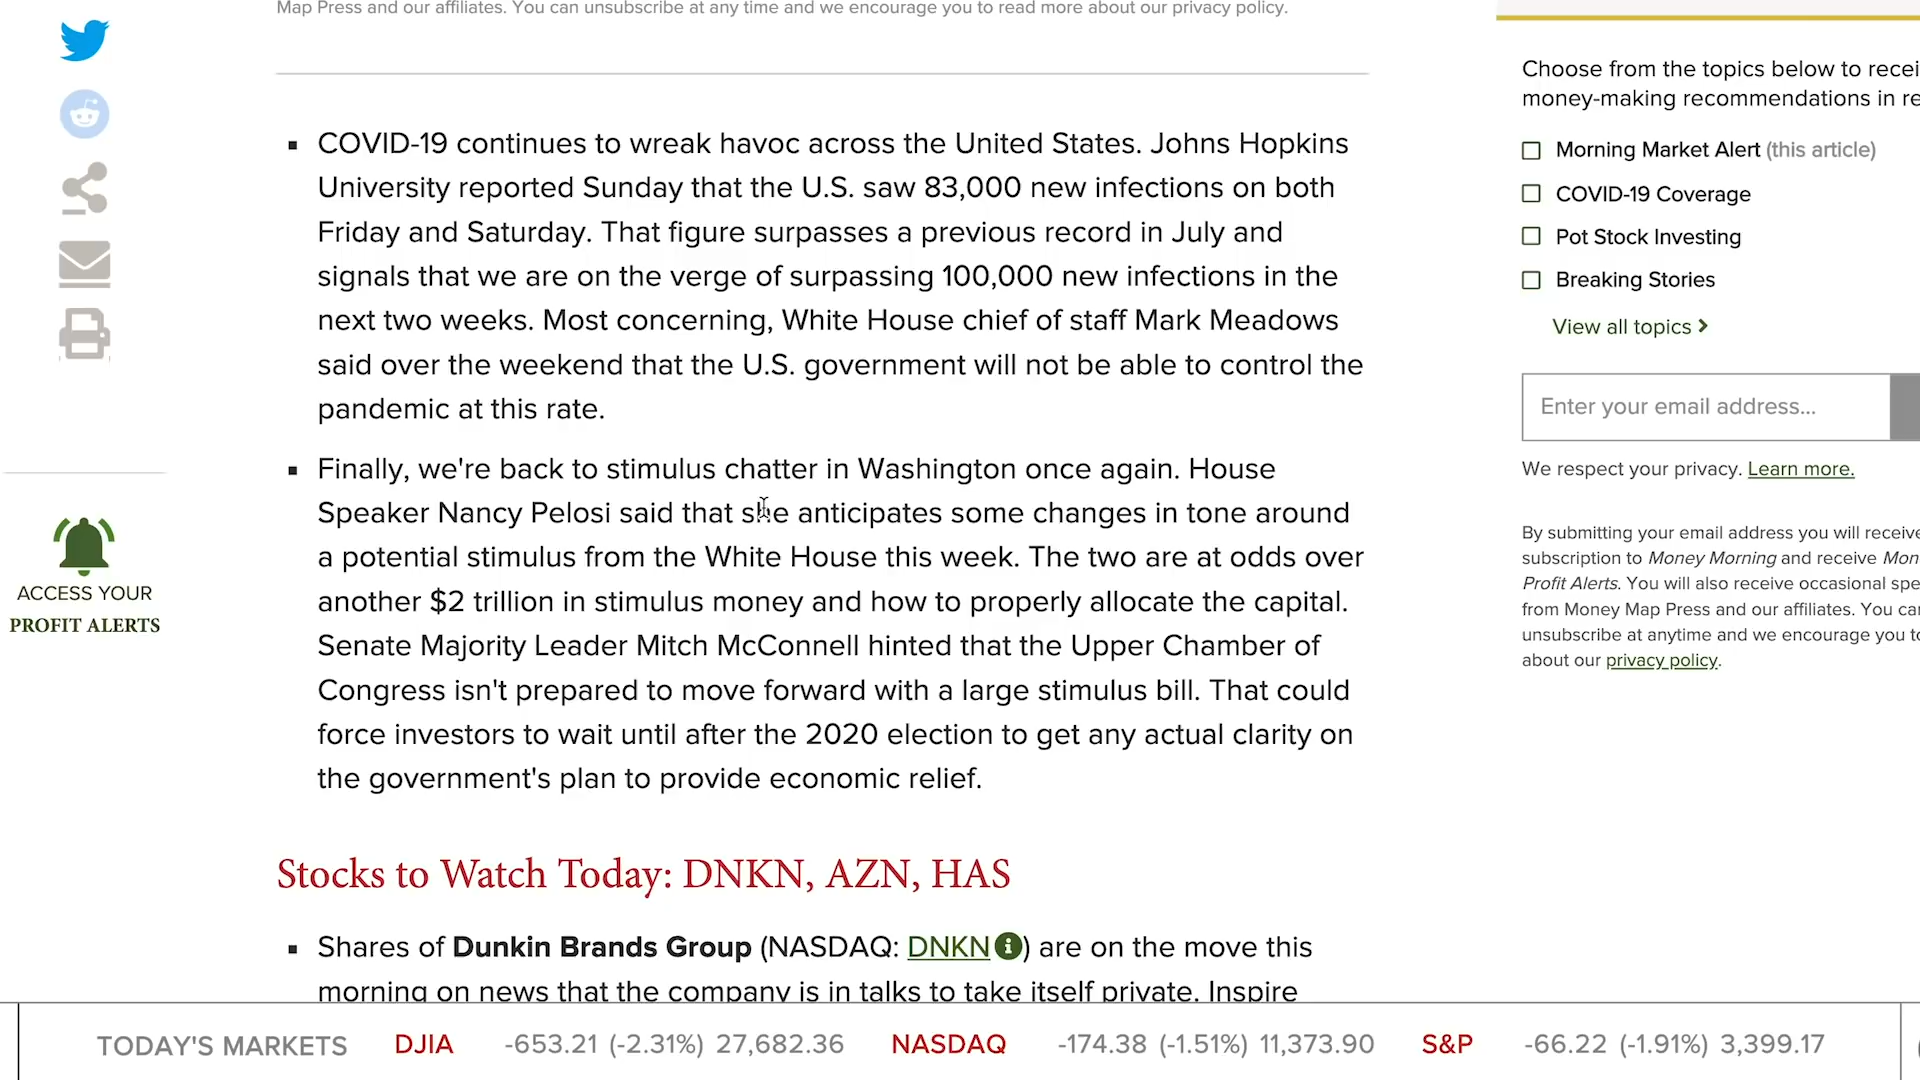 Map Press and our affiliates. You can unsubscribe at any time and we encourage you to read more about our privacy policy.
COVID-19 continues to wreak havoc across the United States. Johns Hopkins
University reported Sunday that the U.S. saw 83,000 new infections on both
Friday and Saturday. That figure surpasses a previous record in July and
signals that we are on the verge of surpassing 100,000 new infections in the
next two weeks. Most concerning, White House chief of staff Mark Meadows
said over the weekend that the U.S. government will not be able to control the
pandemic at this rate.
Finally, we're back to stimulus chatter in Washington once again. House
Speaker Nancy Pelosi said that she anticipates some changes in tone around
a potential stimulus from the White House this week. The two are at odds over
another $2 trillion in stimulus money and how to properly allocate the capital.
Senate Majority Leader Mitch McConnell hinted that the Upper Chamber of
Congress isn't prepared to move forward with a large stimulus bill. That could
force investors to wait until after the 2020 election to get any actual clarity on
the government's plan to provide economic relief.
Stocks to Watch Today: DNKN, AZN, HAS
Shares of Dunkin Brands Group (NASDAQ: DNKN) are on the move this
morning on news that the company is in talks to take itself private. Inspire
ACCESS YOUR
PROFIT ALERTS
Choose from the topics below to recei
money-making recommendations in re
Morning Market Alert (this article)
COVID-19 Coverage
Pot Stock Investing
Breaking Stories
View all topics
Enter your email address...
We respect your privacy. Learn more.
By submitting your email address you will receive
subscription to Money Morning and receive Mon
Profit Alerts. You will also receive occasional spe
from Money Map Press and our affiliates. You can
unsubscribe at anytime and we encourage you to
about our privacy policy.
TODAY'S MARKETS DJIA -653.21 (-2.31%) 27,682.36 NASDAQ -174.38 (-1.51%) 11,373.90 S&P -66.22 (-1.91%) 3,399.17